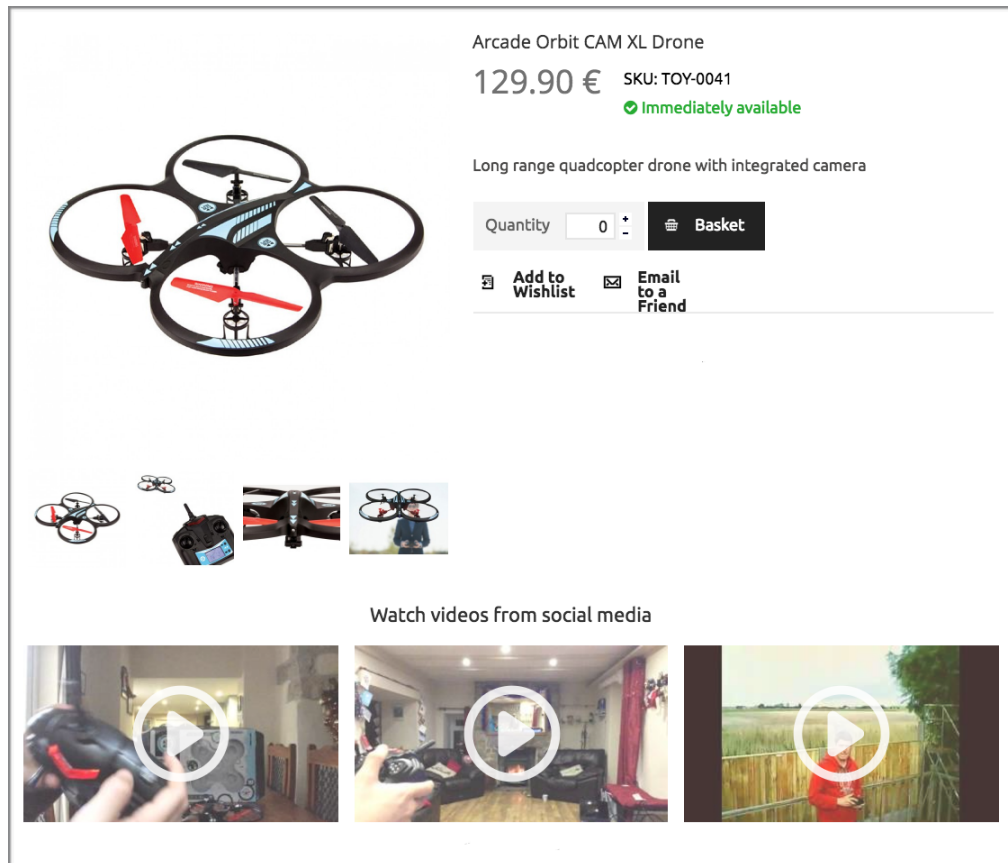 Arcade Orbit CAM XL Drone
129.90 €
SKU: TOY-0041
Immediately available
Long range quadcopter drone with integrated camera
Quantity
0
+
-
Basket
Add to
Wishlist
Email
to a
Friend
Watch videos from social media